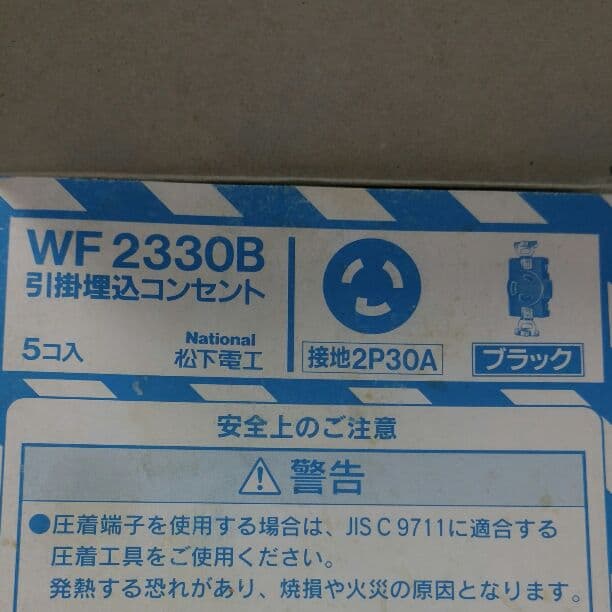 WF 2330B
引掛埋込コンセント
5コ入
National
松下電工
接地2P30A
ブラック
安全上のご注意
警告
●圧着端子を使用する場合は、JIS C 9711に適合する
圧着工具をご使用ください。
発熱する恐れがあり、焼損や火災の原因となります。